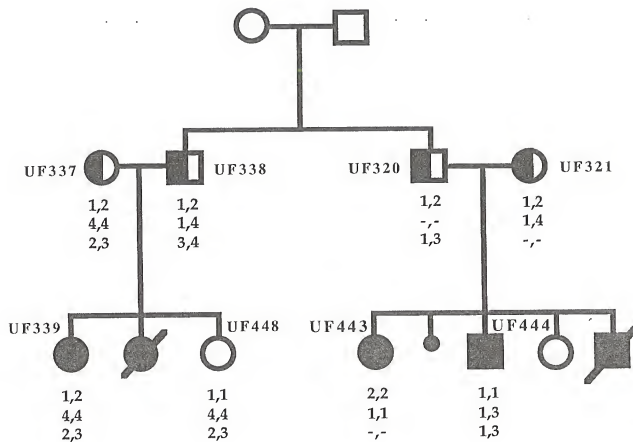 UF337 UF338 UF320 UF321
1,2 1,2 1,2 1,2
4,4 1,4 -,- 1,4
2,3 3,4 1,3 -,-
UF339 UF448 UF443 UF444
1,2 1,1 2,2 1,1
4,4 4,4 1,1 1,3
2,3 2,3 -,- 1,3